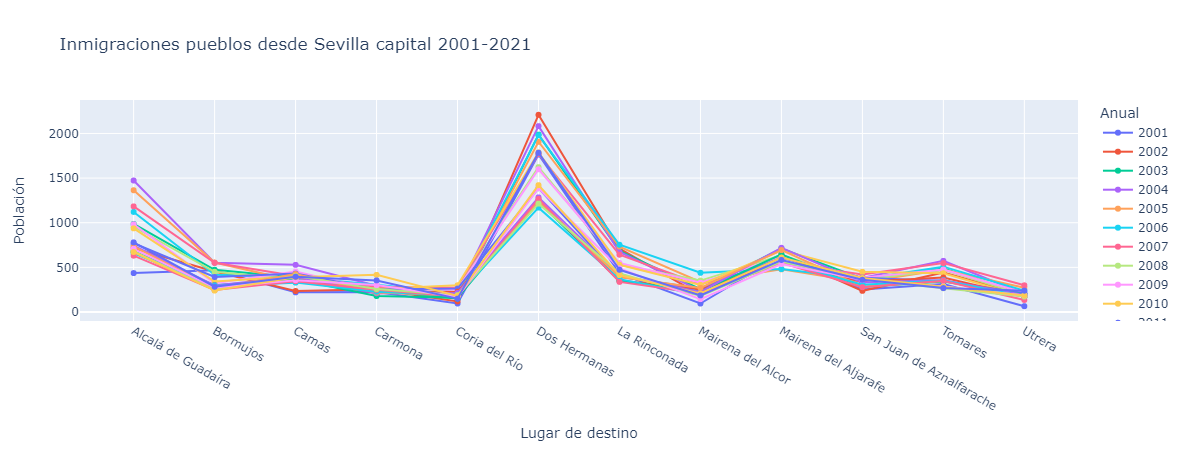 Inmigraciones pueblos desde Sevilla capital 2001-2021
Anual
2001
2002
2003
2004
2005
2006
2007
2008
2009
2010
2011
Población
2000
1500
1000
500
0
Alcalá de Guadaira
Bormujos
Camas
Carmona
Coria del Río
Dos Hermanas
La Rinconada
Mairena del Alcor
Mairena del Aljarafe
San Juan de Aznalfarache
Tomares
Utrera
Lugar de destino